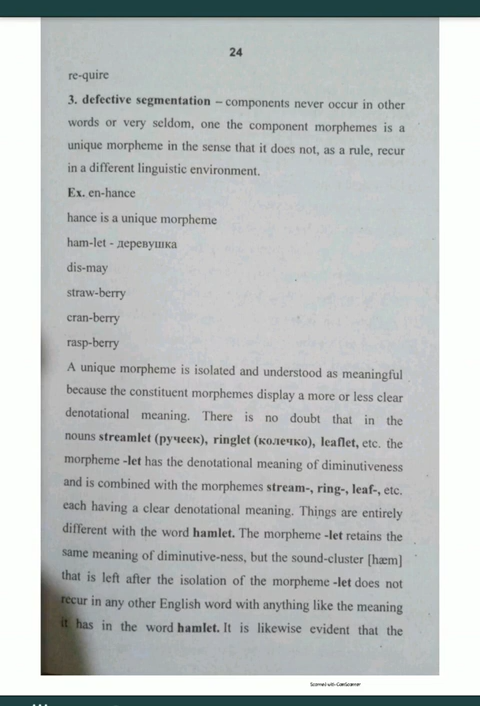 24
re-quire
3. defective segmentation – components never occur in other
words or very seldom, one the component morphemes is a
unique morpheme in the sense that it does not, as a rule, recur
in a different linguistic environment.
Ex. en-hance
hance is a unique morpheme
ham-let - деревушка
dis-may
straw-berry
cran-berry
rasp-berry
A unique morpheme is isolated and understood as meaningful
because the constituent morphemes display a more or less clear
denotational meaning. There is no doubt that in the
nouns streamlet (ручеек), ringlet (колечко), leaflet, etc. the
morpheme -let has the denotational meaning of diminutiveness
and is combined with the morphemes stream-, ring-, leaf-, etc.
each having a clear denotational meaning. Things are entirely
different with the word hamlet. The morpheme -let retains the
same meaning of diminutive-ness, but the sound-cluster [hæm]
that is left after the isolation of the morpheme -let does not
recur in any other English word with anything like the meaning
it has in the word hamlet. It is likewise evident that the
Scanned with CamScanner